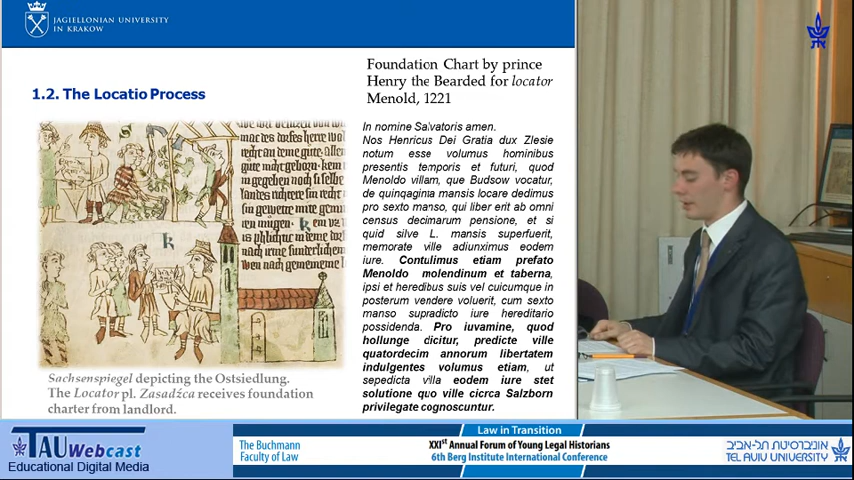 JAGIELLONIAN UNIVERSITY
IN KRAKOW
1.2. The Locatio Process
Foundation Chart by prince
Henry the Bearded for locator
Menold, 1221
In nomine Salvatoris amen.
Nos Henricus Dei Gratia dux Zlesie
notum esse volumus hominibus
presentis temporis et futuri, quod
Menoldo villam, que Budsow vocatur,
de quinqaginia mansis locare dedimus
pro sexto manso, qui liber erit ab omni
census decimarum pensione, et si
quid silve L. mansis superfuerit,
memorate ville adiunximus eodem
iure. Contulimus etiam prefato
Menoldo molendinum et taberna,
ipsi et heredibus suis vel cuicumque in
posterum vendere voluerit, cum sexto
manso supradicto iure hereditario
possidenda. Pro iuvamine, quod
hollunge dicitur, predicte ville
quatordecim annorum libertatem
indulgentes volumus etiam, ut
sepedicta villa eodem iure stet
solutione quo ville cicrca Salzborn
privilegate cognoscuntur.
Sachsenspiegel depicting the Ostsiedlung.
The Locator pl. Zasadźca receives foundation
charter from landlord.
TAU Webcast
Educational Digital Media
The Buchmann
Faculty of Law
Law in Transition
XXIst Annual Forum of Young Legal Historians
6th Berg Institute International Conference
אוניברסיטת תל-אביב
TEL AVIV UNIVERSITY